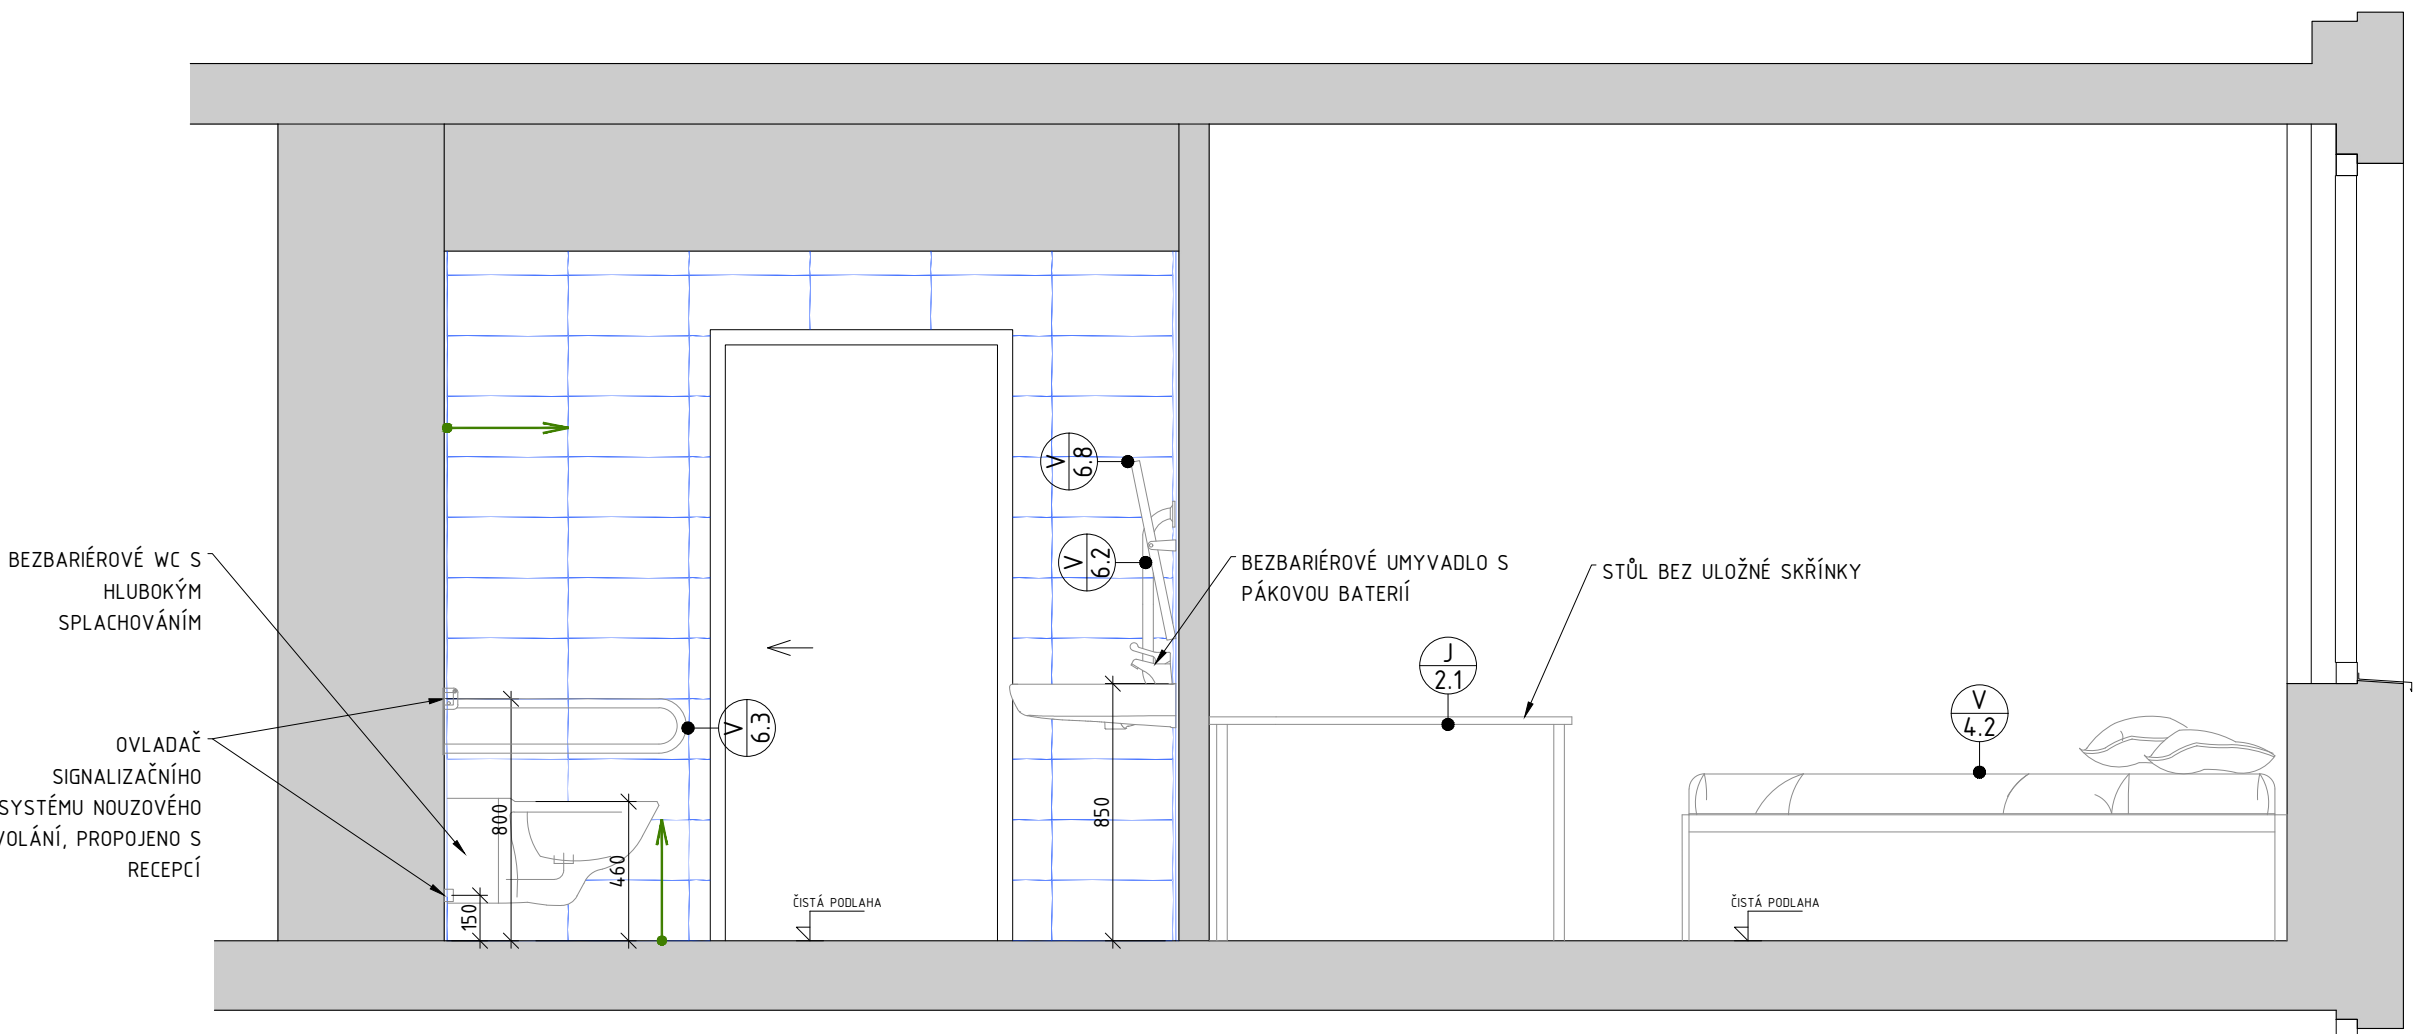 V
6.8
V
6.2
BEZBARIÉROVÉ WC S
HLUBOKÝM
SPLACHOVÁNÍM
BEZBARIÉROVÉ UMYVADLO S
PÁKOVOU BATERIÍ
STŮL BEZ ULOŽNÉ SKŘÍNKY
J
2.1
V
4.2
V
6.3
OVLADAČ
SIGNALIZAČNÍHO
SYSTÉMU NOUZOVÉHO
VOLÁNÍ, PROPOJENO S
RECEPCÍ
800
460
150
850
ČISTÁ PODLAHA
ČISTÁ PODLAHA